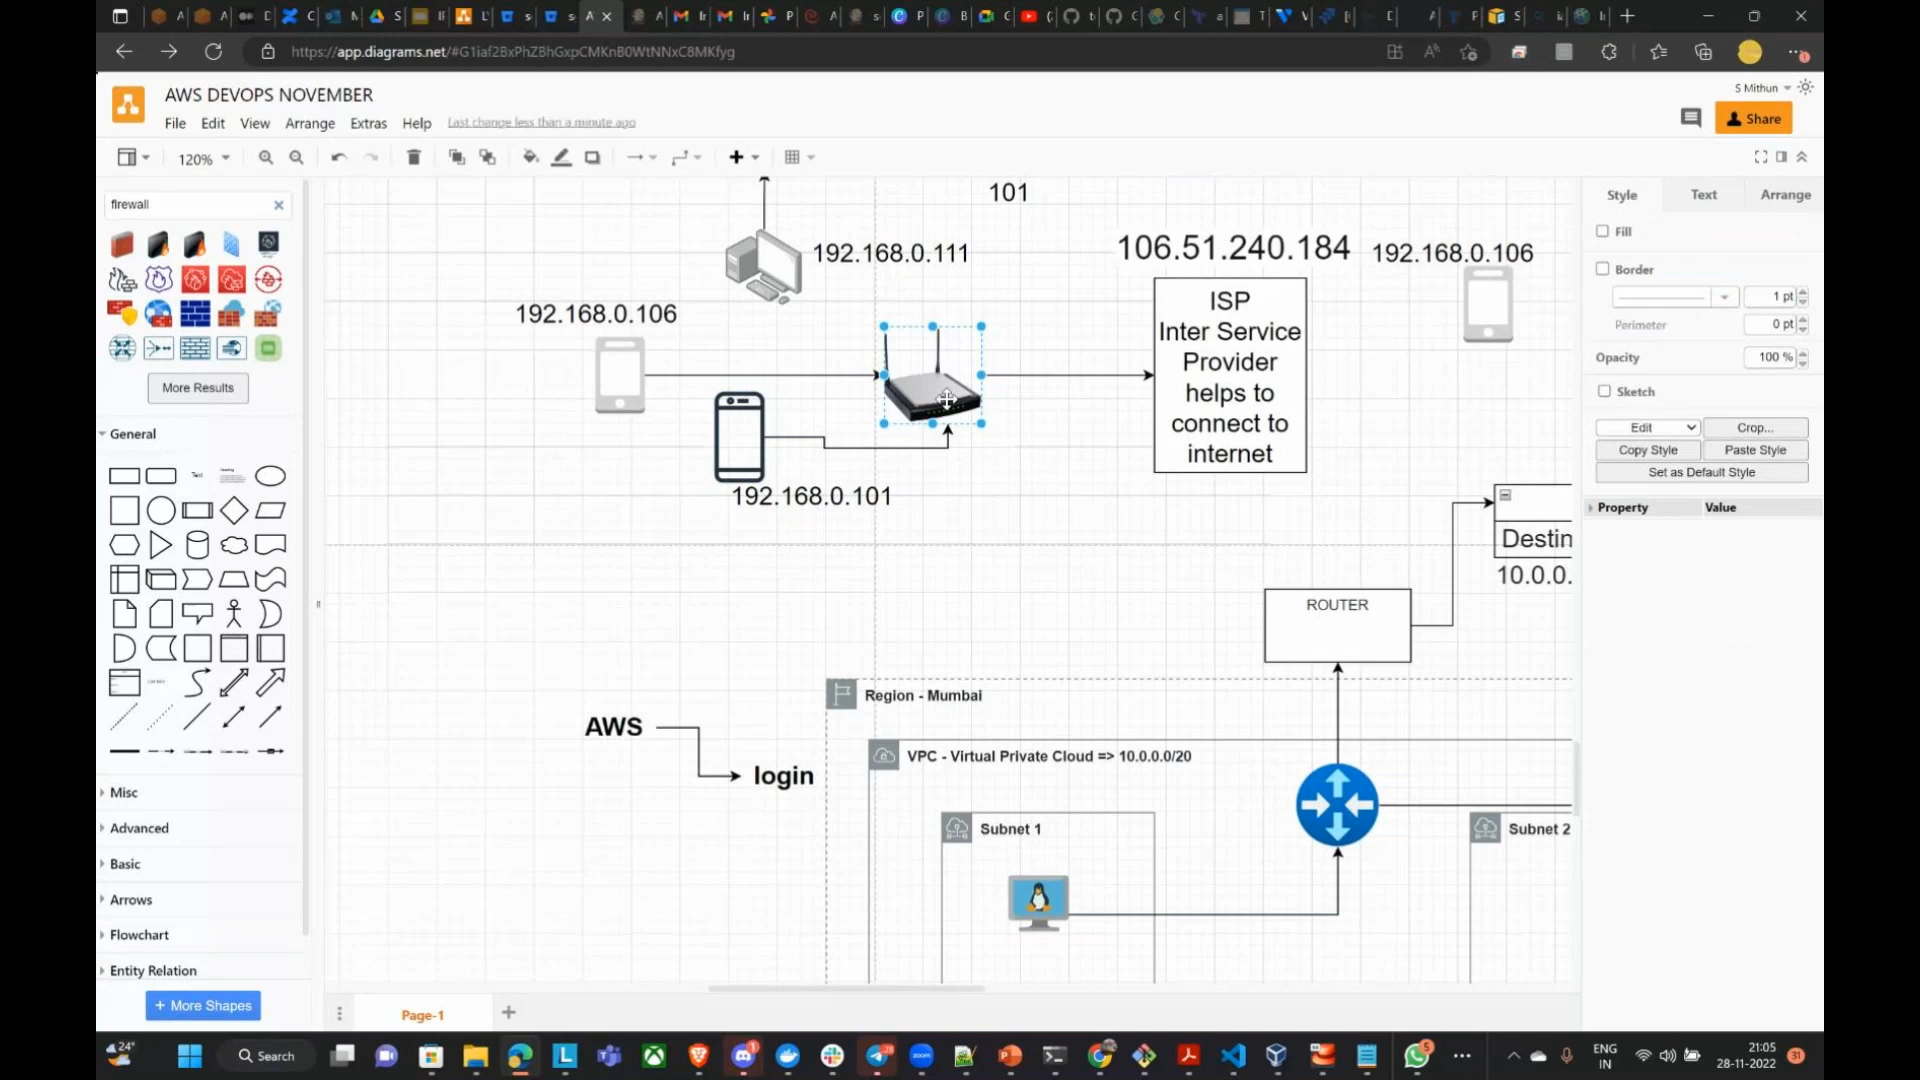 https://app.diagrams.net/#G1iaf2BxPhZBhGxpCMKnB0WtNNxC8MKfyg
AWS DEVOPS NOVEMBER
S Mithun
File Edit View Arrange Extras Help Last change less than a minute ago
Share
120%
firewall
Style Text Arrange
More Results
General
Misc
Advanced
Basic
Arrows
Flowchart
Entity Relation
+ More Shapes
101
192.168.0.111
106.51.240.184
192.168.0.106
192.168.0.106
ISP
Inter Service
Provider
helps to
connect to
internet
192.168.0.101
Destin
10.0.0.
ROUTER
Region - Mumbai
AWS
login
VPC - Virtual Private Cloud => 10.0.0.0/20
Subnet 1
Subnet 2
Fill
Border
1 pt
Perimeter 0 pt
Opacity 100 %
Sketch
Edit Crop...
Copy Style Paste Style
Set as Default Style
Property Value
Page-1
24°
Search
ENG
IN
21:05
28-11-2022
31